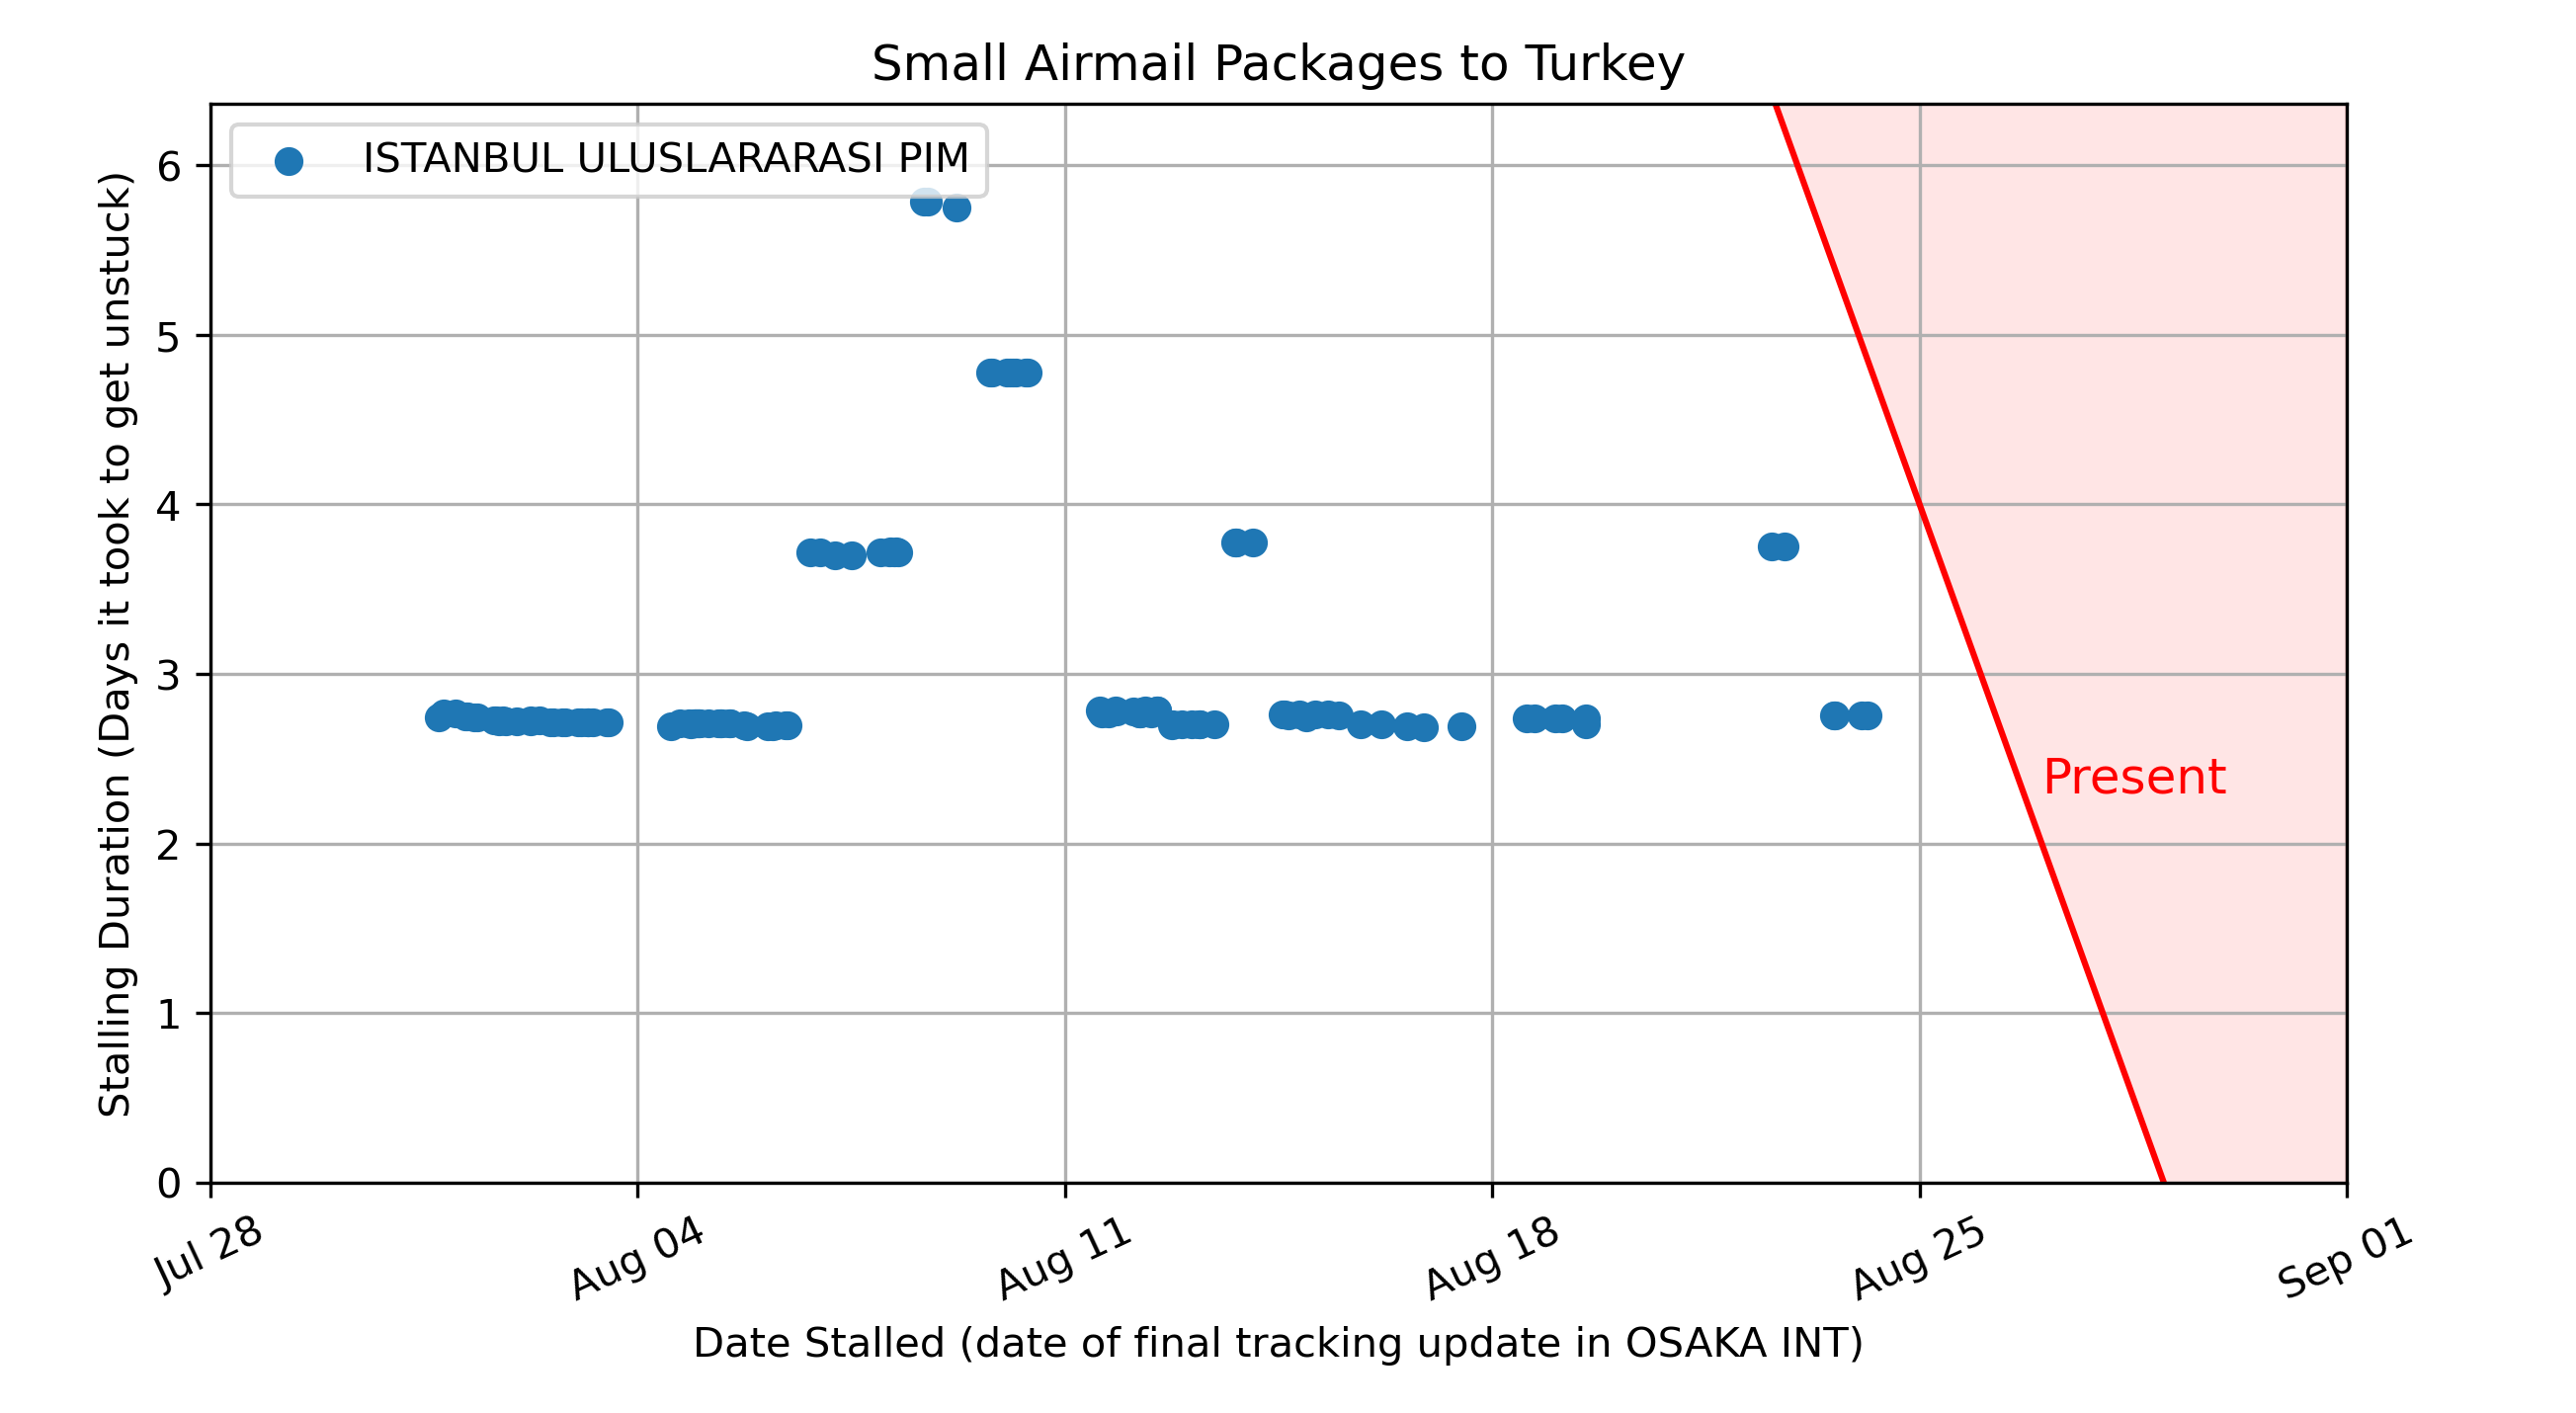 Small Airmail Packages to Turkey
ISTANBUL ULUSLARARASI PIM
Stalling Duration (Days it took to get unstuck)
6
5
4
3
2
1
0
Present
Jul 28
Aug 04
Aug 11
Aug 18
Aug 25
Sep 01
Date Stalled (date of final tracking update in OSAKA INT)